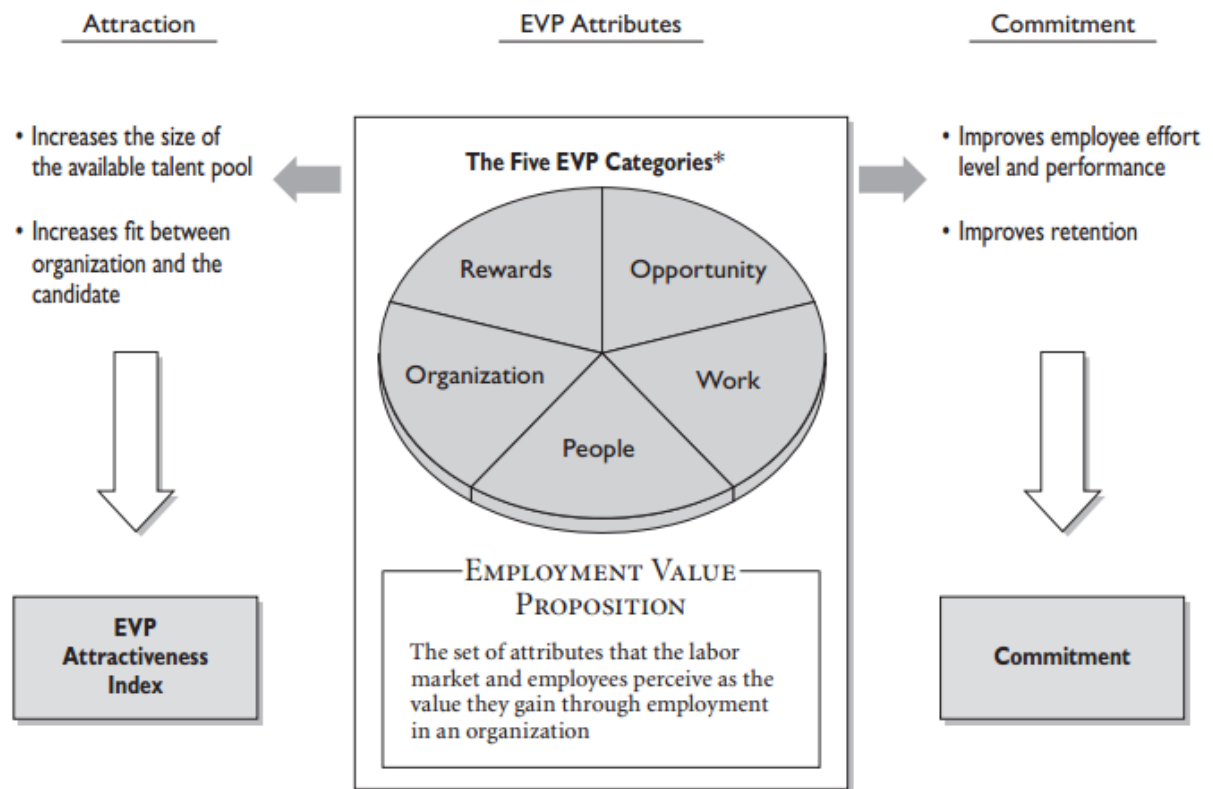 Attraction
EVP Attributes
Commitment
• Increases the size of
the available talent pool
• Increases fit between
organization and the
candidate
EVP
Attractiveness
Index
The Five EVP Categories*
Rewards
Opportunity
Organization
Work
People
EMPLOYMENT VALUE
PROPOSITION
The set of attributes that the labor
market and employees perceive as the
value they gain through employment
in an organization
• Improves employee effort
level and performance
• Improves retention
Commitment